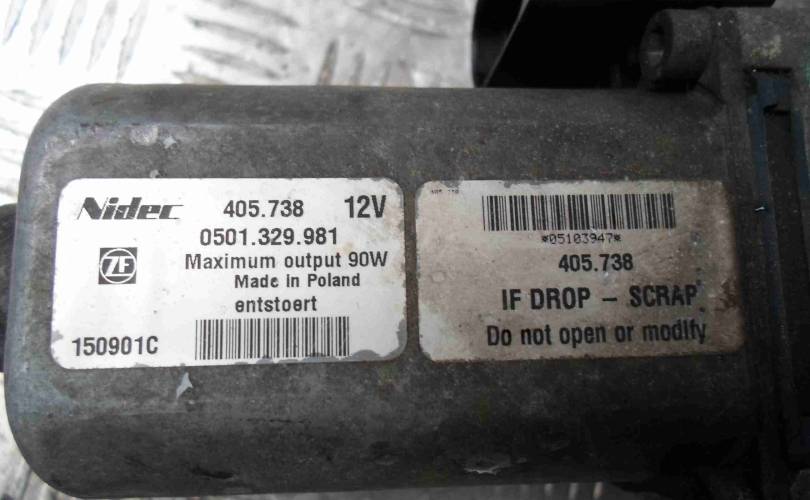 Nidec 405.738 12V
0501.329.981
ZF
Maximum output 90W
Made in Poland
entstoert
150901C
*05103947*
405.738
IF DROP - SCRAP
Do not open or modify